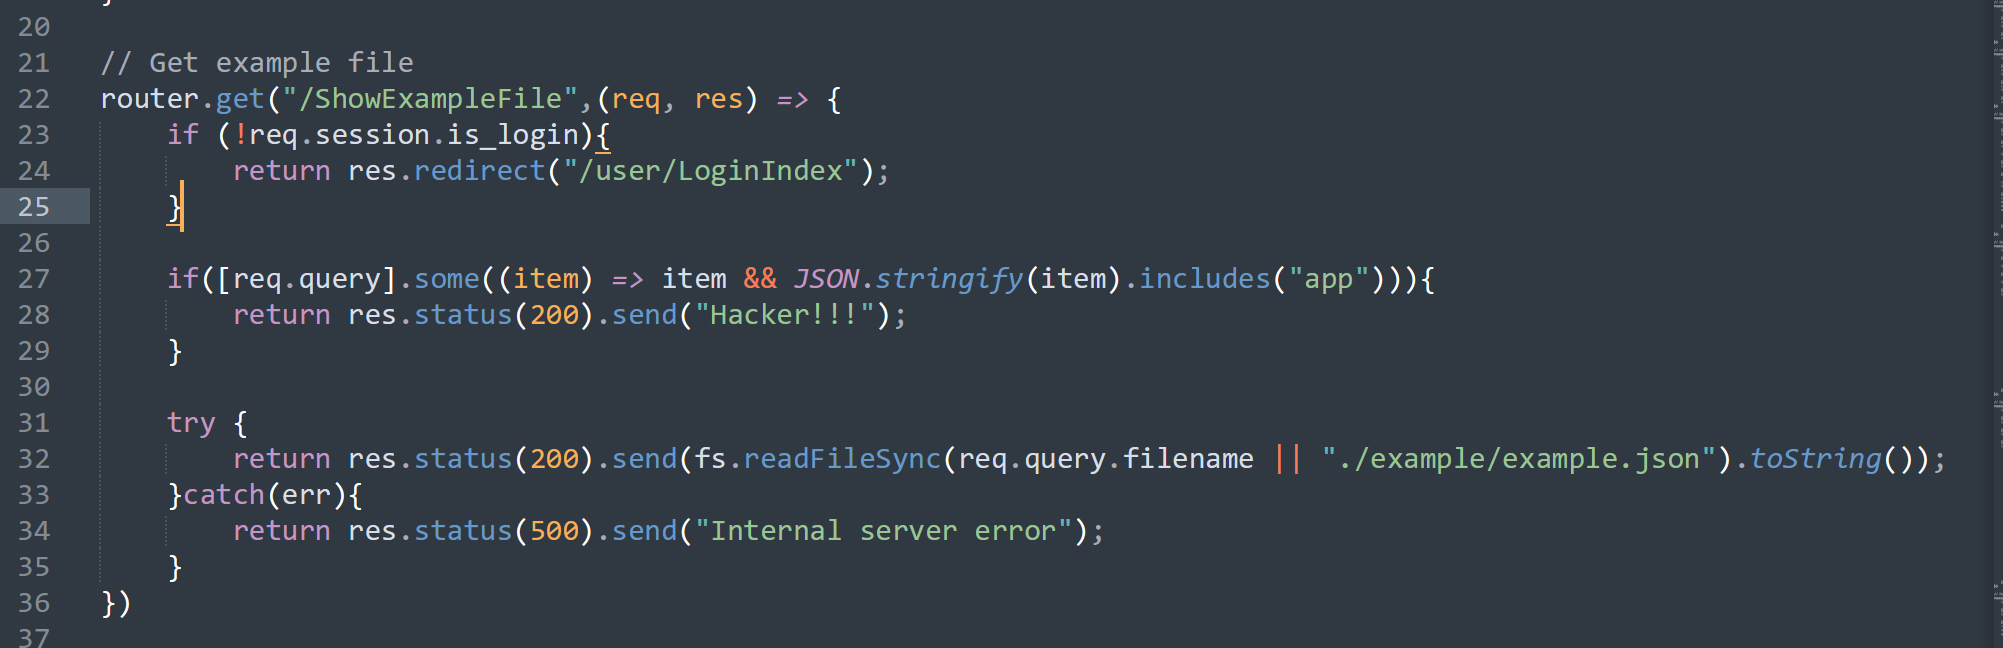 20
21 // Get example file
22 router.get("/ShowExampleFile",(req, res) => {
23     if (!req.session.is_login){
24         return res.redirect("/user/LoginIndex");
25     }
26
27     if([req.query].some((item) => item && JSON.stringify(item).includes("app"))){
28         return res.status(200).send("Hacker!!!");
29     }
30
31     try {
32         return res.status(200).send(fs.readFileSync(req.query.filename || "./example/example.json").toString());
33     }catch(err){
34         return res.status(500).send("Internal server error");
35     }
36 })
37